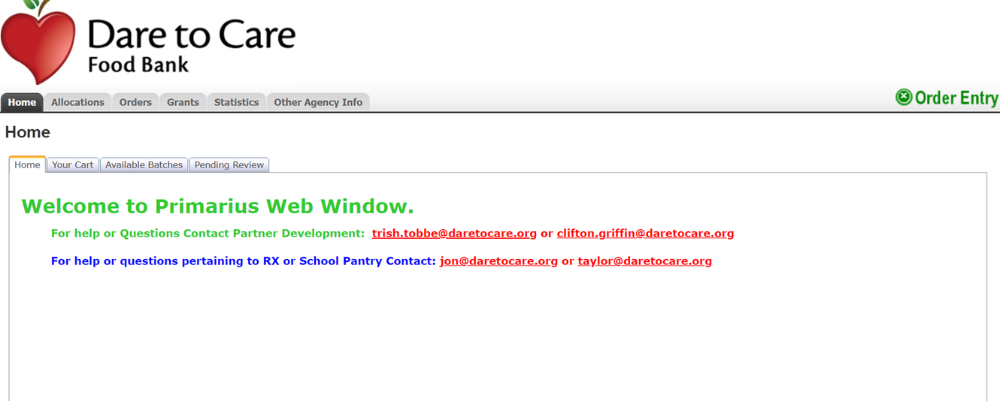 Dare to Care
Food Bank
Home Allocations Orders Grants Statistics Other Agency Info
Order Entry
Home
Home Your Cart Available Batches Pending Review
Welcome to Primarius Web Window.
For help or Questions Contact Partner Development: trish.tobbe@daretocare.org or clifton.griffin@daretocare.org
For help or questions pertaining to RX or School Pantry Contact: jon@daretocare.org or taylor@daretocare.org